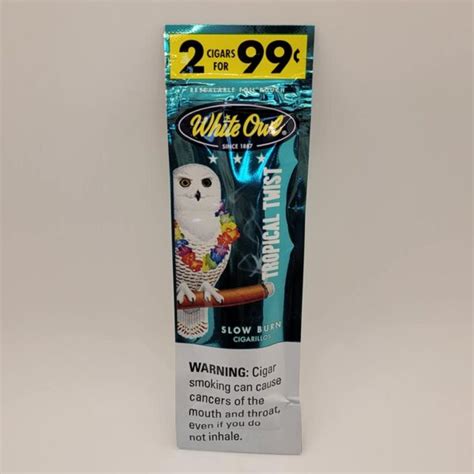 2 CIGARS FOR 99¢
RESEALABLE FOIL POUCH
White Owl®
SINCE 1887
TROPICAL TWIST
SLOW BURN
CIGARILLOS
WARNING: Cigar
smoking can cause
cancers of the
mouth and throat,
even if you do
not inhale.